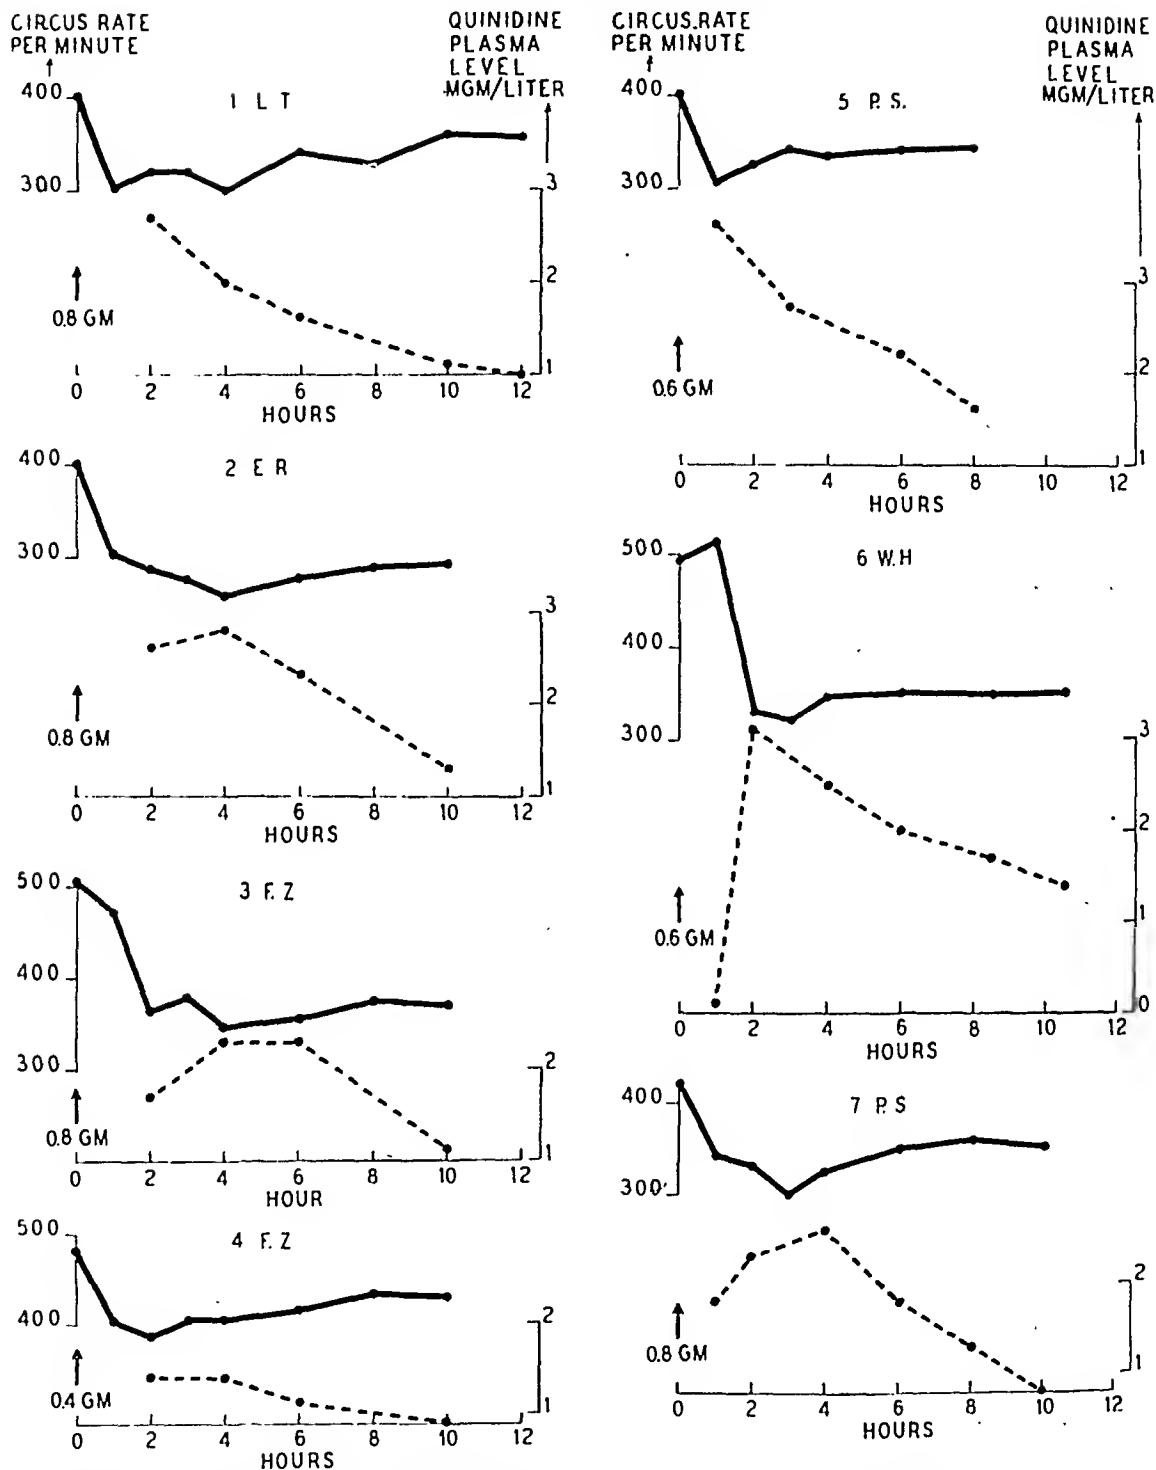 CIRCUS RATE
PER MINUTE
QUINIDINE
PLASMA
LEVEL
MGM/LITER
1 L T
400
300
3
2
1
0.8 GM
0 2 4 6 8 10 12
HOURS
2 E R
400
300
3
2
1
0.8 GM
0 2 4 6 8 10 12
HOURS
3 F. Z
500
400
300
2
1
0.8 GM
0 2 4 6 8 10 12
HOUR
4 F. Z
500
400
2
1
0.4 GM
0 2 4 6 8 10 12
HOURS
CIRCUS.RATE
PER MINUTE
QUINIDINE
PLASMA
LEVEL
MGM/LITER
5 P. S.
400
300
3
2
1
0.6 GM
0 2 4 6 8 10 12
HOURS
6 W.H
500
400
300
3
2
1
0
0.6 GM
0 2 4 6 8 10 12
HOURS
7 P. S
400
300
2
1
0.8 GM
0 2 4 6 8 10 12
HOURS